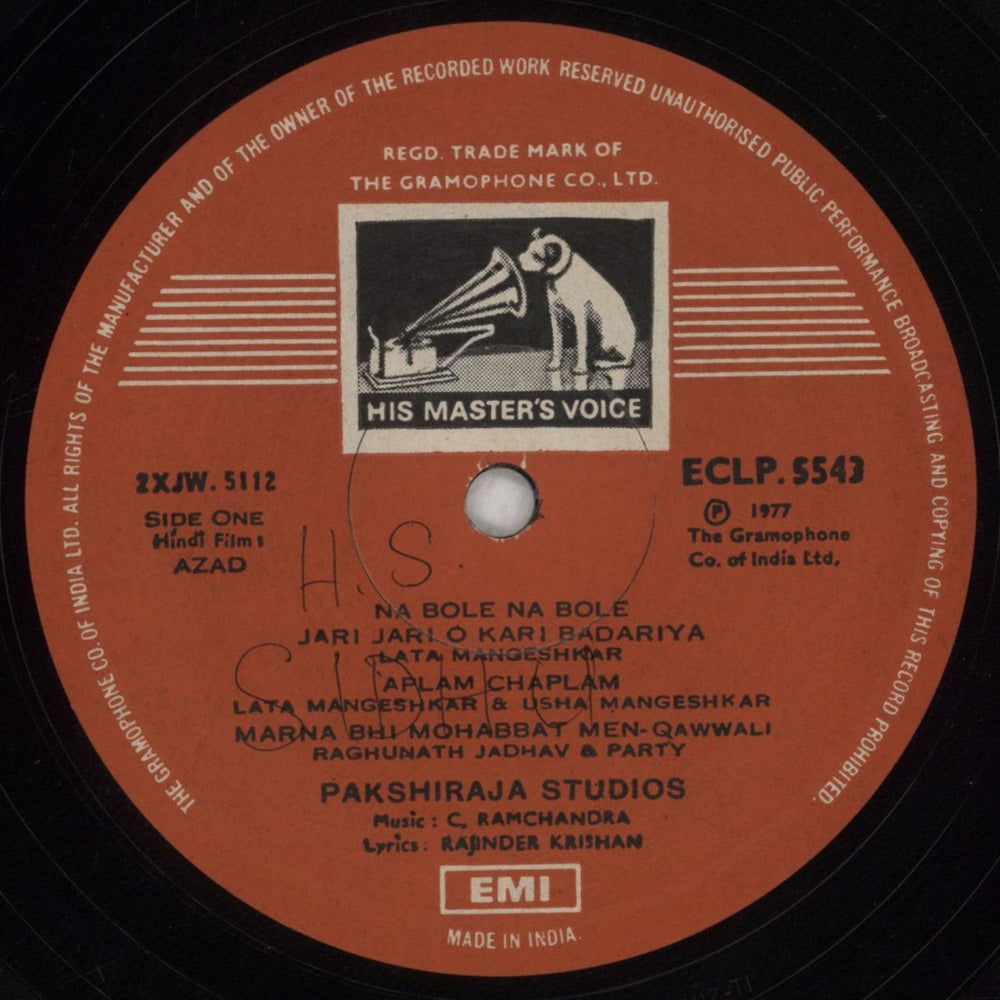 THE GRAMOPHONE CO. OF INDIA LTD. ALL RIGHTS OF THE MANUFACTURER AND OF THE OWNER OF THE RECORDED WORK RESERVED UNAUTHORISED PUBLIC PERFORMANCE BROADCASTING AND COPYING OF THIS RECORD PROHIBITED.
REGD. TRADE MARK OF
THE GRAMOPHONE CO., LTD.
HIS MASTER'S VOICE
2XJW. 5112
SIDE ONE
Hindi Film:
AZAD
ECLP. 5543
Ⓟ 1977
The Gramophone
Co. of India Ltd.
H. S.
SIDHU
NA BOLE NA BOLE
JARI JARI O KARI BADARIYA
LATA MANGESHKAR
APLAM CHAPLAM
LATA MANGESHKAR & USHA MANGESHKAR
MARNA BHI MOHABBAT MEN-QAWWALI
RAGHUNATH JADHAV & PARTY
PAKSHIRAJA STUDIOS
Music : C. RAMCHANDRA
Lyrics : RAJINDER KRISHAN
EMI
MADE IN INDIA.